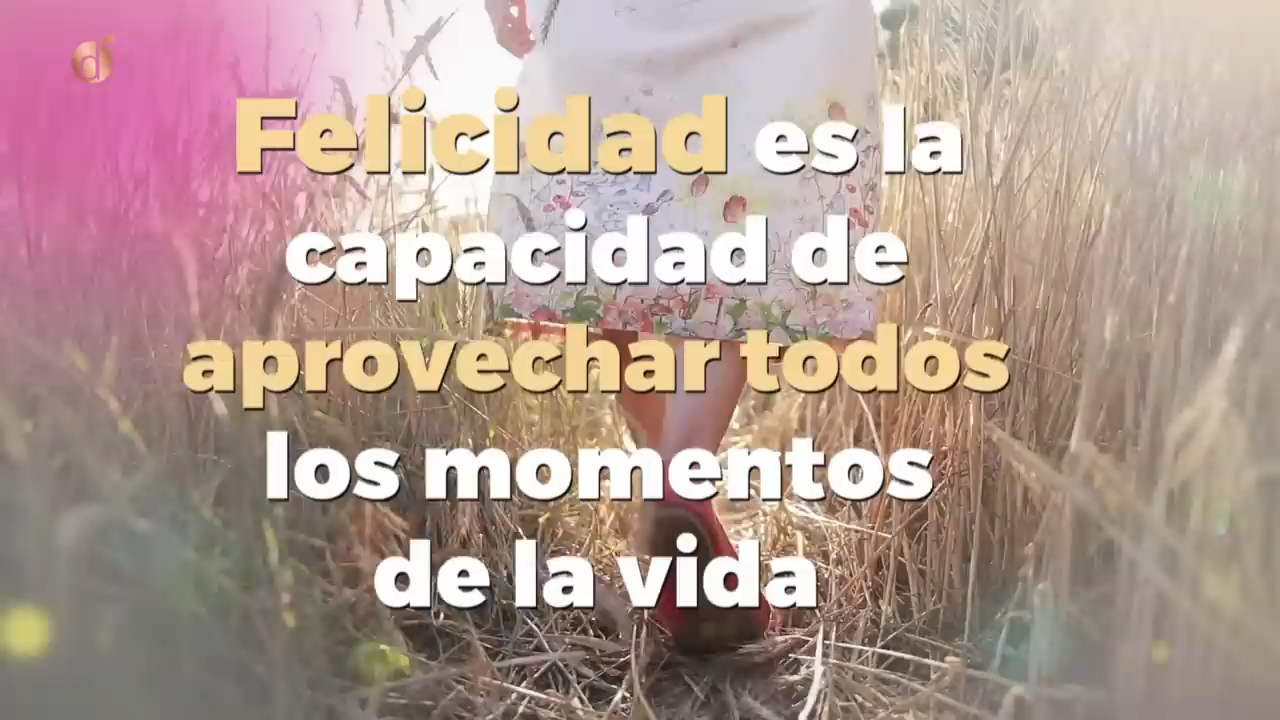 Felicidad es la
capacidad de
aprovechar todos
los momentos
de la vida